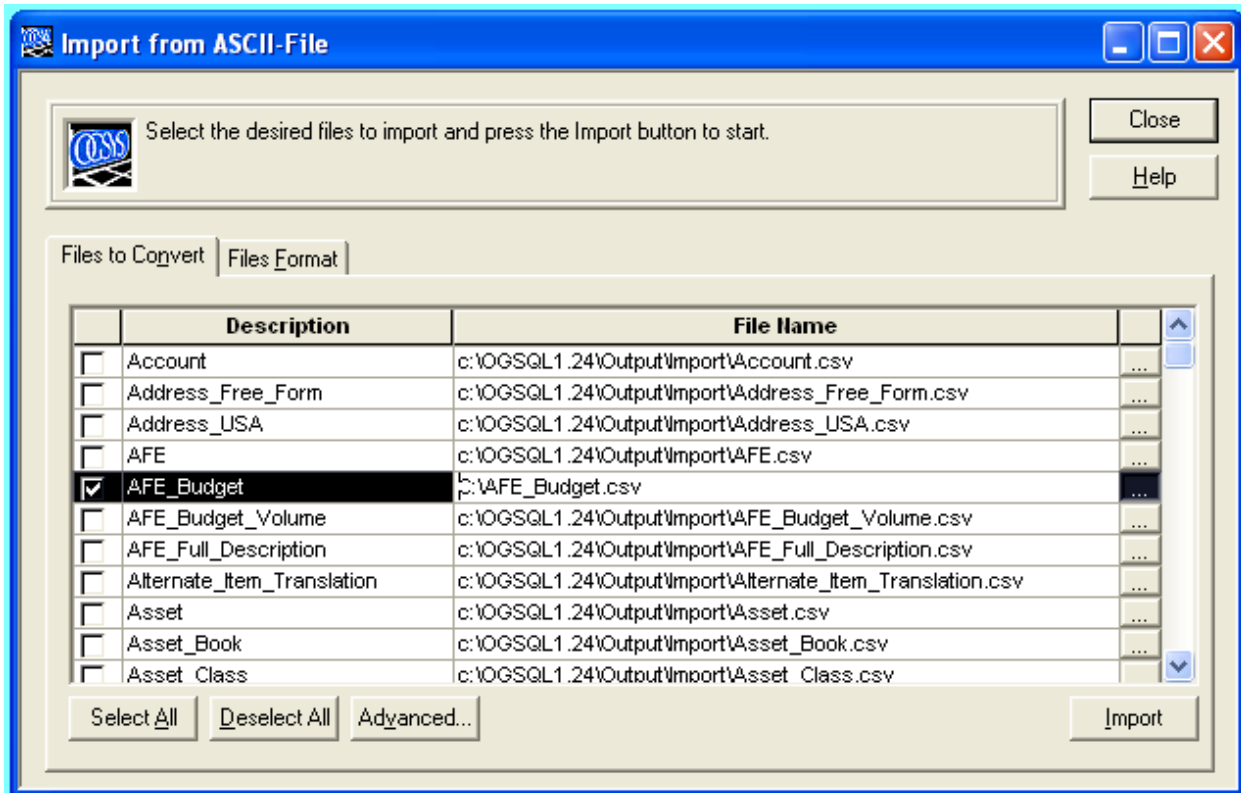 Import from ASCII-File
Select the desired files to import and press the Import button to start.
Close
OGSYS
Help
Files to Convert Files Format
Description File Name
Account c:\OGSQL1.24\Output\Import\Account.csv ...
Address_Free_Form c:\OGSQL1.24\Output\Import\Address_Free_Form.csv ...
Address_USA c:\OGSQL1.24\Output\Import\Address_USA.csv ...
AFE c:\OGSQL1.24\Output\Import\AFE.csv ...
AFE_Budget C:\AFE_Budget.csv ...
AFE_Budget_Volume c:\OGSQL1.24\Output\Import\AFE_Budget_Volume.csv ...
AFE_Full_Description c:\OGSQL1.24\Output\Import\AFE_Full_Description.csv ...
Alternate_Item_Translation c:\OGSQL1.24\Output\Import\Alternate_Item_Translation.csv ...
Asset c:\OGSQL1.24\Output\Import\Asset.csv ...
Asset_Book c:\OGSQL1.24\Output\Import\Asset_Book.csv ...
Asset_Class c:\OGSQL1.24\Output\Import\Asset_Class.csv
Select All Deselect All Advanced... Import